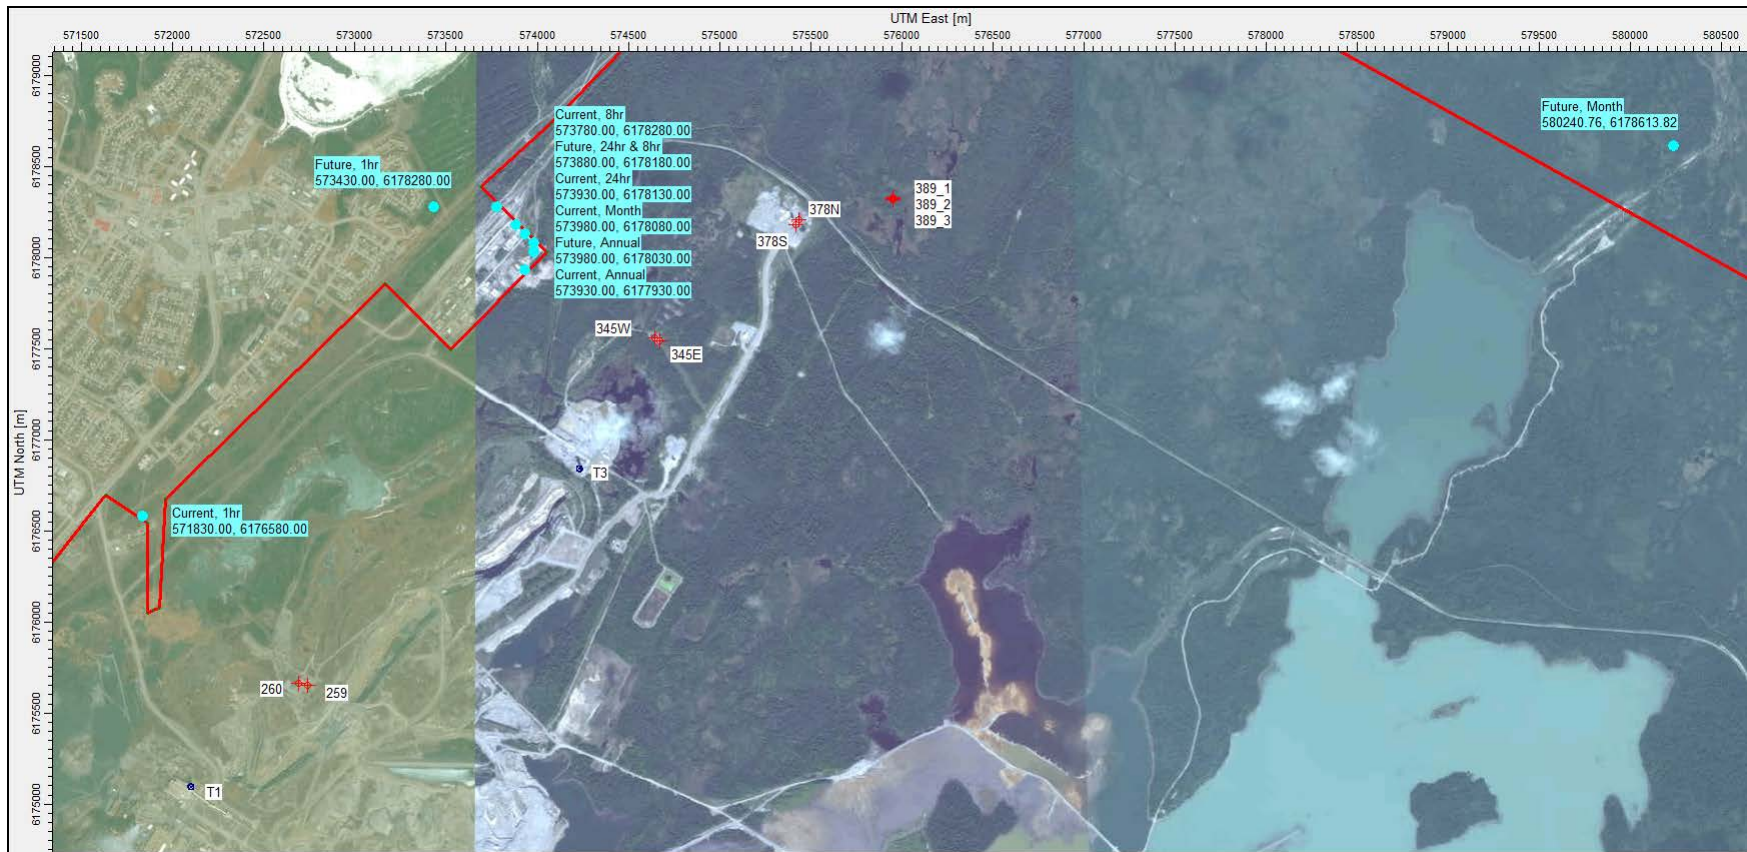 UTM East [m]
571500 572000 572500 573000 573500 574000 574500 575000 575500 576000 576500 577000 577500 578000 578500 579000 579500 580000 580500
UTM North [m]
6179000
6178500
6178000
6177500
6177000
6176500
6176000
6175500
6175000
Future, 1hr
573430.00, 6178280.00
Current, 8hr
573780.00, 6178280.00
Future, 24hr & 8hr
573880.00, 6178180.00
Current, 24hr
573930.00, 6178130.00
Current, Month
573980.00, 6178080.00
Future, Annual
573980.00, 6178030.00
Current, Annual
573930.00, 6177930.00
Future, Month
580240.76, 6178613.82
389_1
389_2
389_3
378N
378S
345W
345E
T3
Current, 1hr
571830.00, 6176580.00
260
259
T1